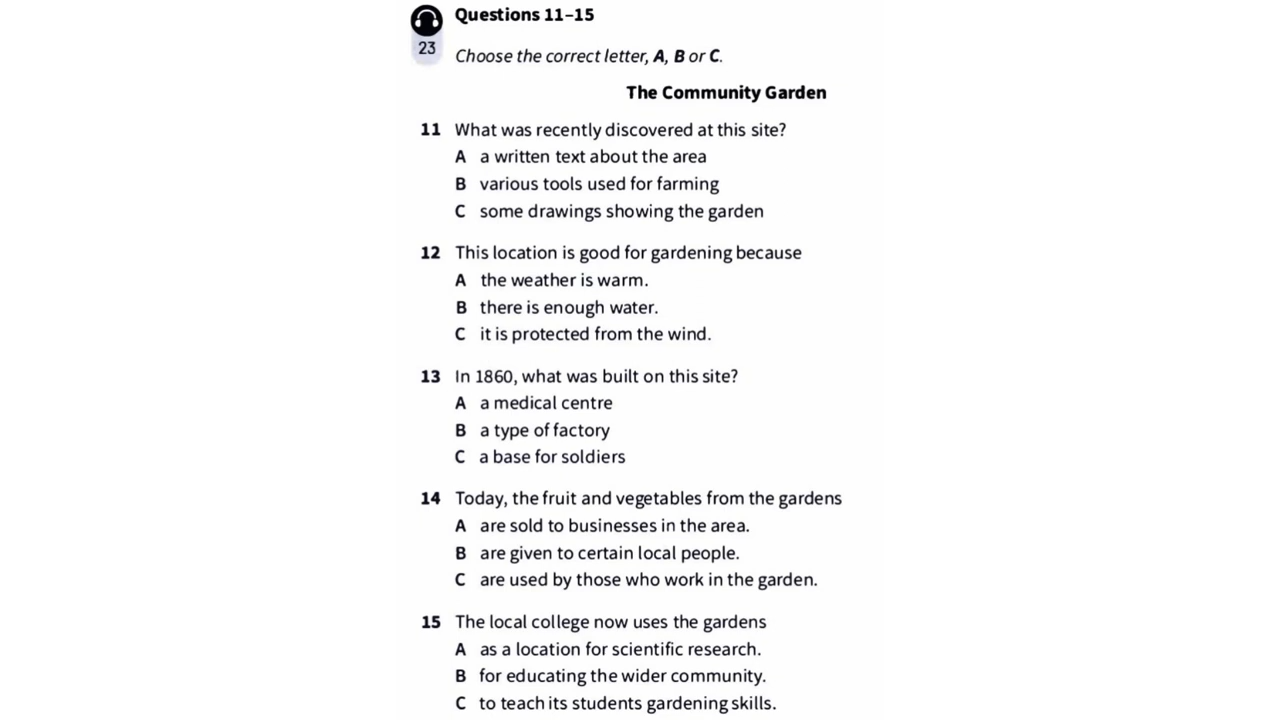 Questions 11–15
23
Choose the correct letter, A, B or C.
The Community Garden
11 What was recently discovered at this site?
A a written text about the area
B various tools used for farming
C some drawings showing the garden
12 This location is good for gardening because
A the weather is warm.
B there is enough water.
C it is protected from the wind.
13 In 1860, what was built on this site?
A a medical centre
B a type of factory
C a base for soldiers
14 Today, the fruit and vegetables from the gardens
A are sold to businesses in the area.
B are given to certain local people.
C are used by those who work in the garden.
15 The local college now uses the gardens
A as a location for scientific research.
B for educating the wider community.
C to teach its students gardening skills.